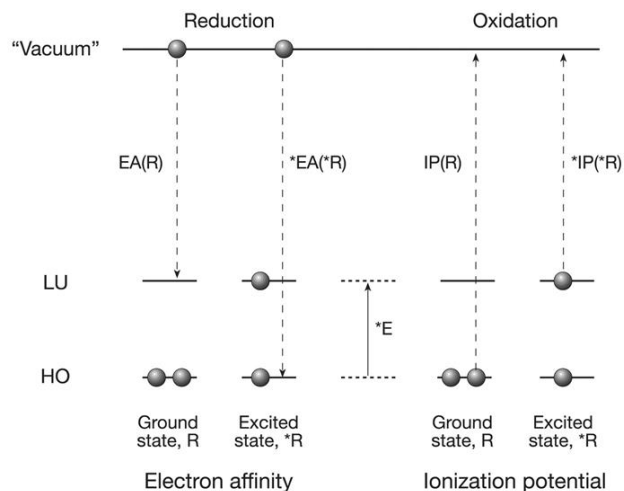 Reduction
Oxidation
“Vacuum”
EA(R)
*EA(*R)
IP(R)
*IP(*R)
LU
*E
HO
Ground
state, R
Excited
state, *R
Ground
state, R
Excited
state, *R
Electron affinity
Ionization potential